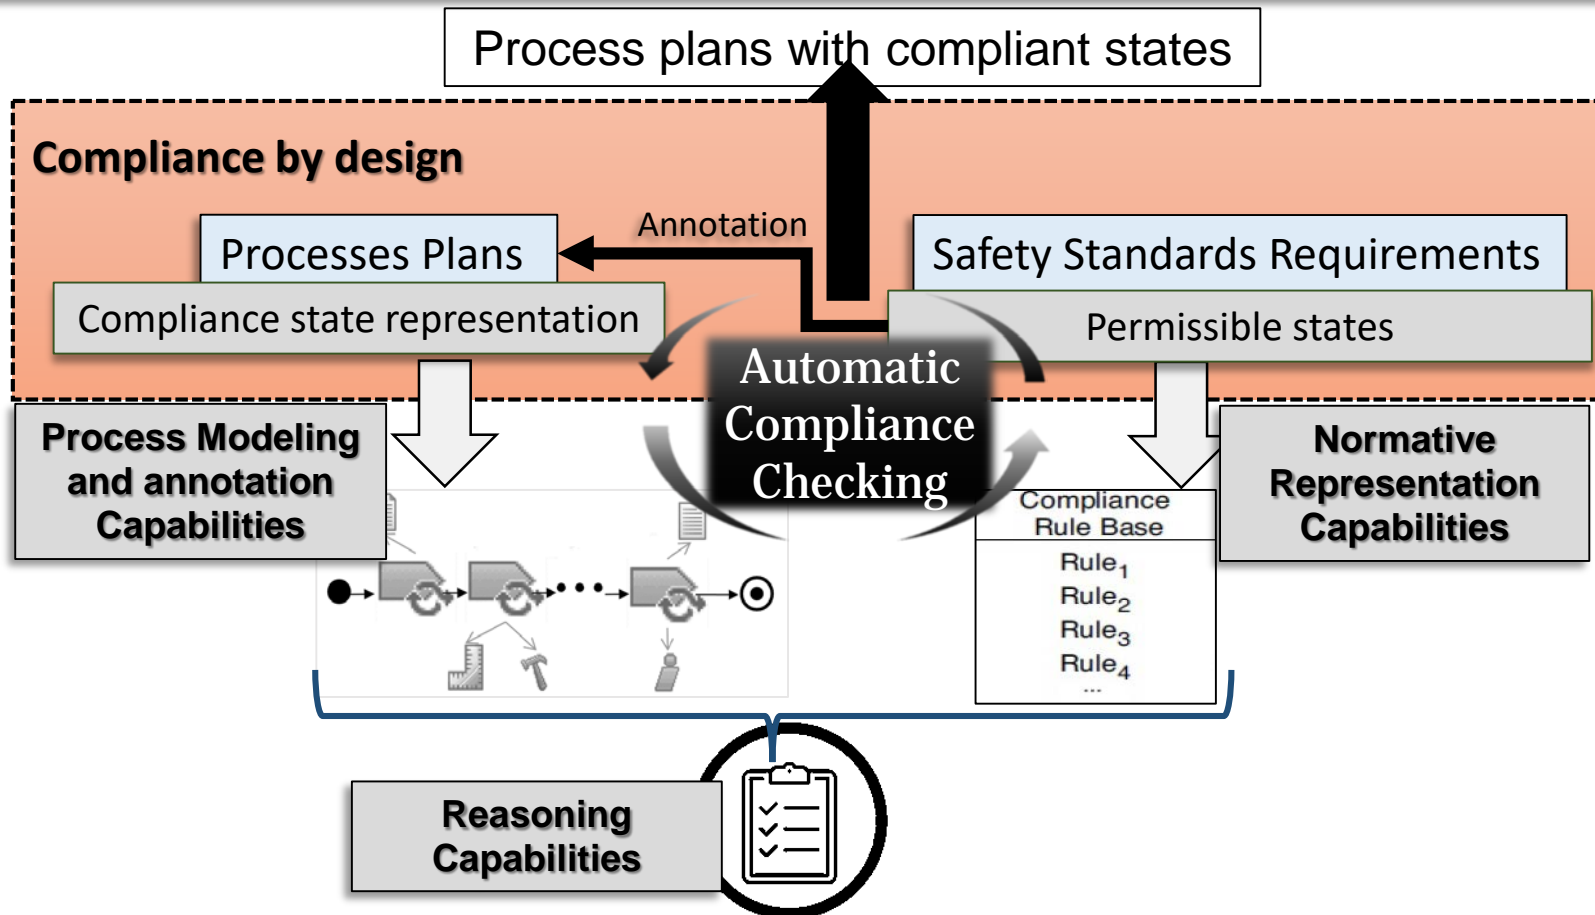 Process plans with compliant states
Compliance by design
Annotation
Processes Plans
Safety Standards Requirements
Compliance state representation
Permissible states
Automatic
Compliance
Checking
Process Modeling
and annotation
Capabilities
Normative
Representation
Capabilities
Compliance
Rule Base
Rule₁
Rule₂
Rule₃
Rule₄
...
Reasoning
Capabilities